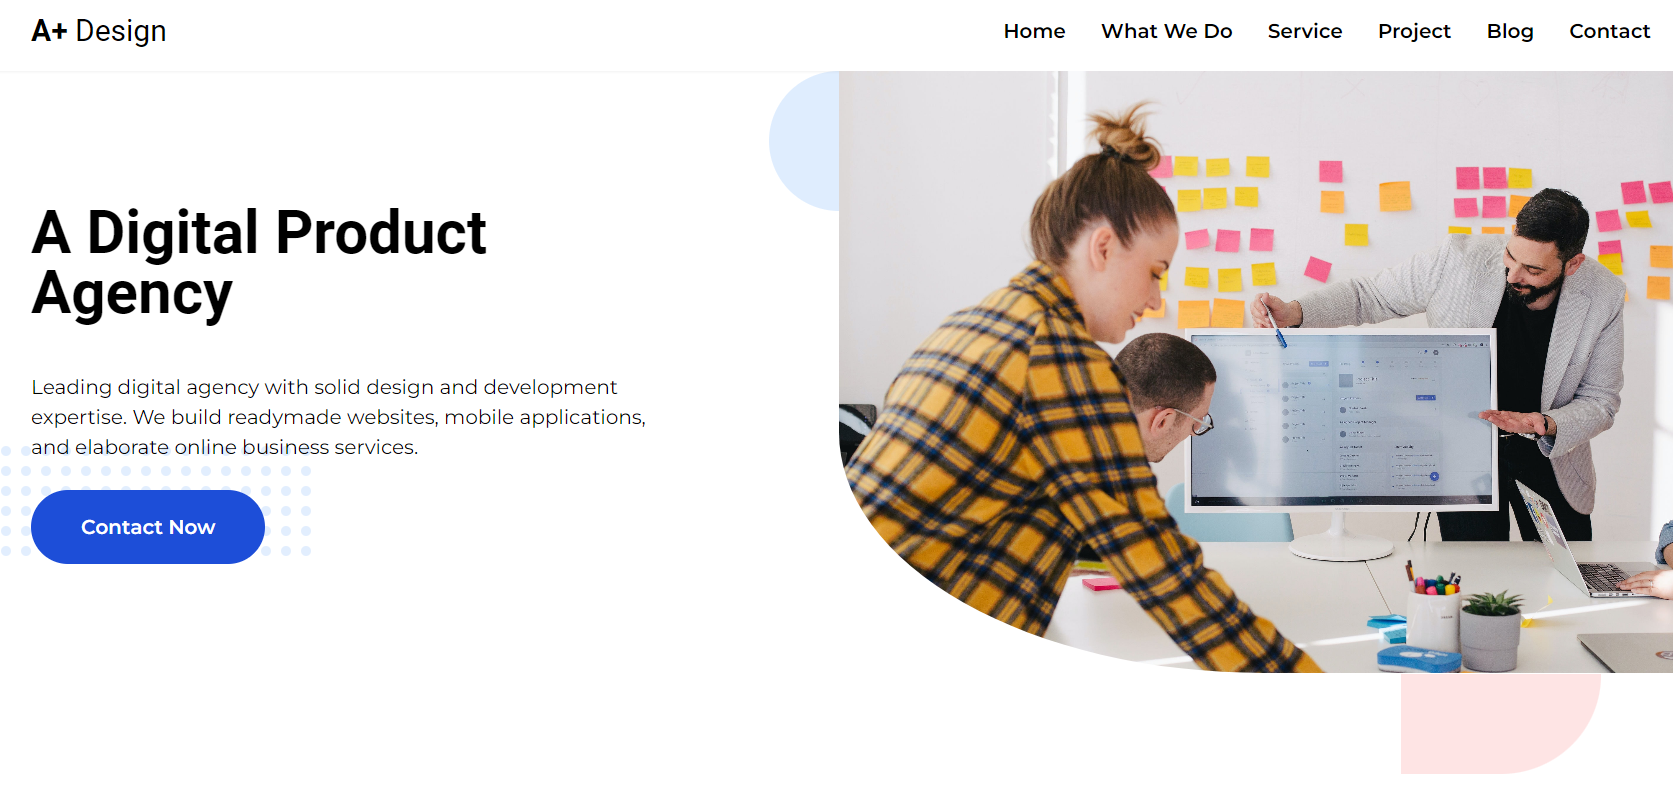 A+ Design
Home What We Do Service Project Blog Contact
A Digital Product
Agency
Leading digital agency with solid design and development
expertise. We build readymade websites, mobile applications,
and elaborate online business services.
Contact Now